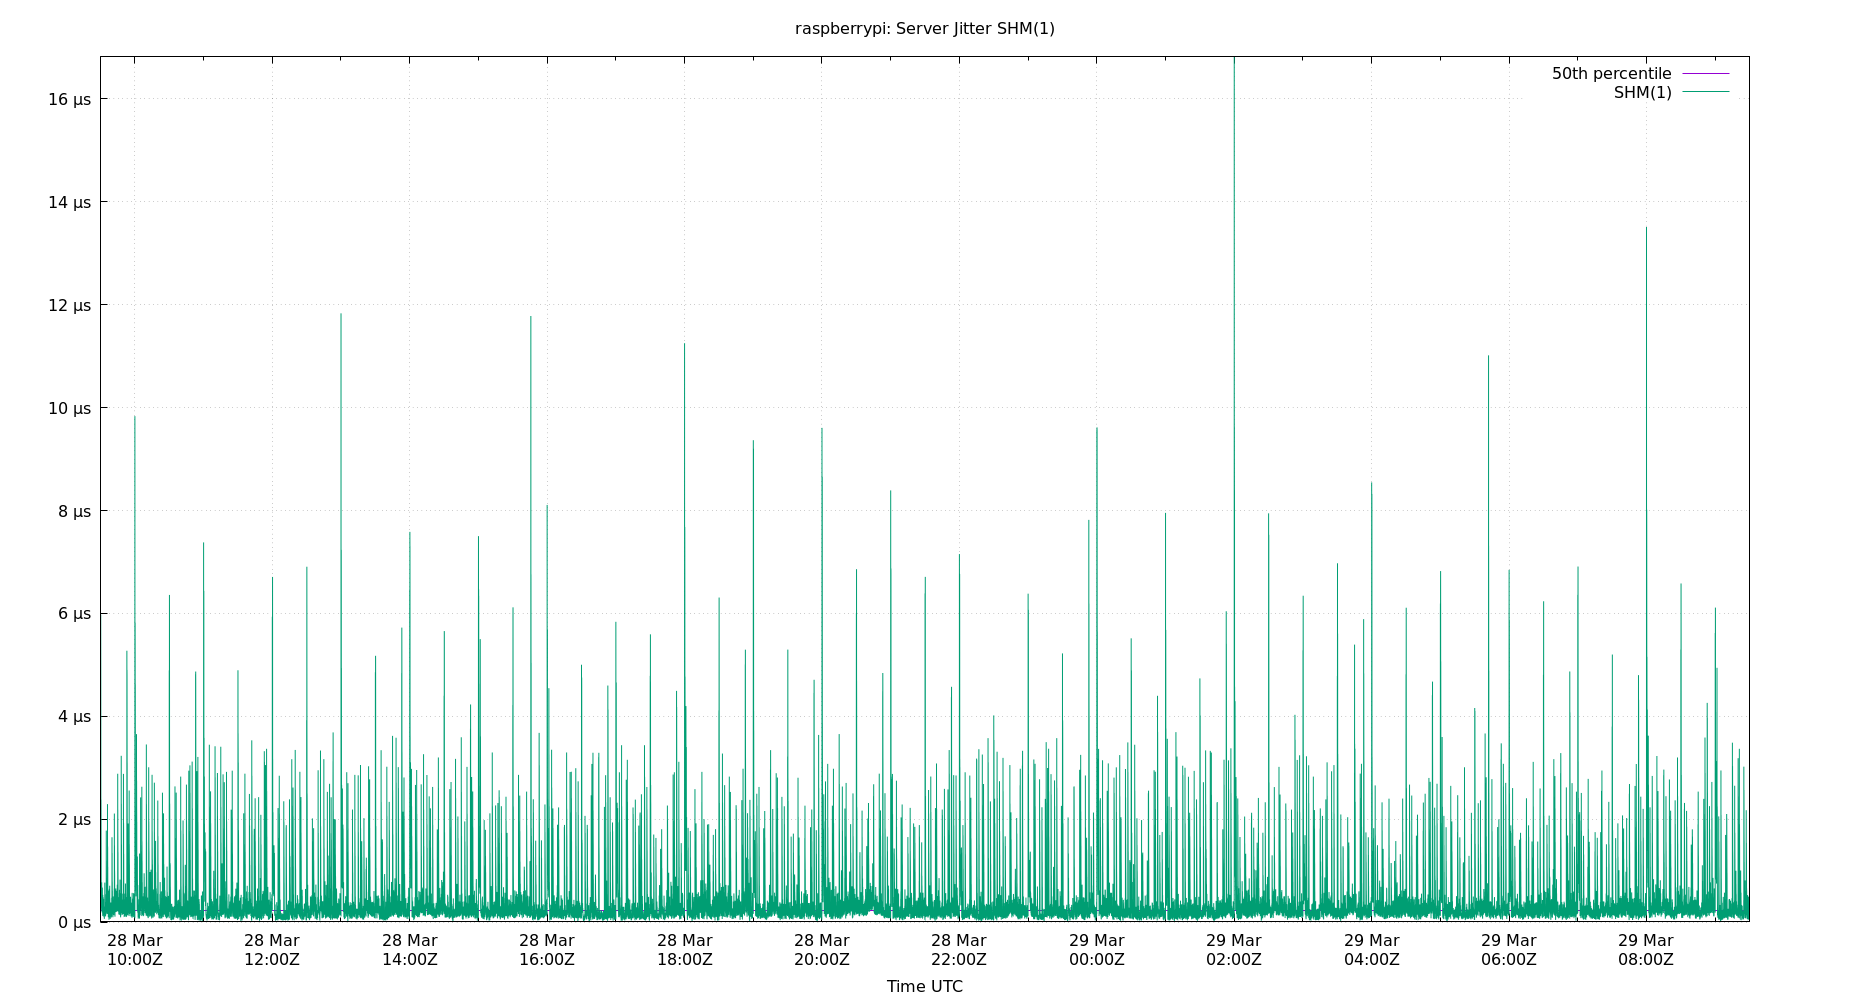 raspberrypi: Server Jitter SHM(1)
50th percentile
SHM(1)
16 µs
14 µs
12 µs
10 µs
8 µs
6 µs
4 µs
2 µs
0 µs
28 Mar 28 Mar 28 Mar 28 Mar 28 Mar 28 Mar 28 Mar 29 Mar 29 Mar 29 Mar 29 Mar 29 Mar
10:00Z 12:00Z 14:00Z 16:00Z 18:00Z 20:00Z 22:00Z 00:00Z 02:00Z 04:00Z 06:00Z 08:00Z
Time UTC